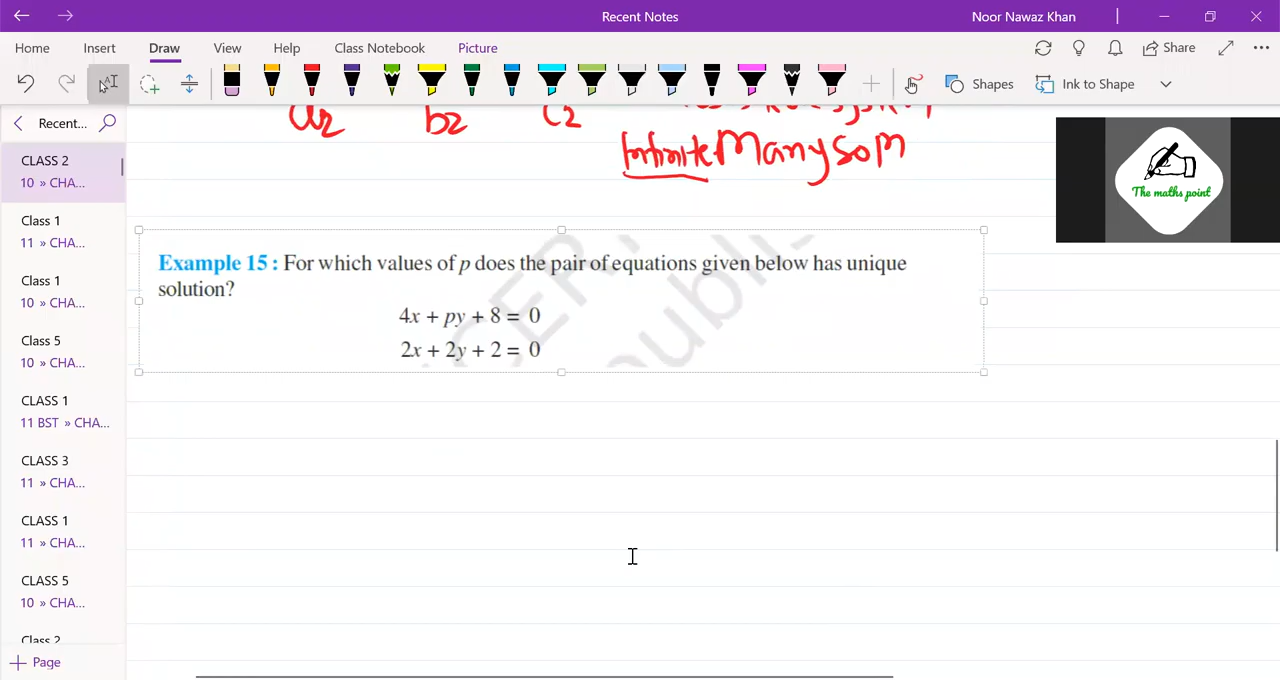 Recent Notes
Noor Nawaz Khan
Home Insert Draw View Help Class Notebook Picture
Share
Shapes
Ink to Shape
Recent...
CLASS 2
10 » CHA...
Class 1
11 » CHA...
Class 1
10 » CHA...
Class 5
10 » CHA...
CLASS 1
11 BST » CHA...
CLASS 3
11 » CHA...
CLASS 1
11 » CHA...
CLASS 5
10 » CHA...
Class 2
Page
a2 b2 c2
Infinite Many Soln
The maths point
Example 15 : For which values of p does the pair of equations given below has unique
solution?
4x + py + 8 = 0
2x + 2y + 2 = 0